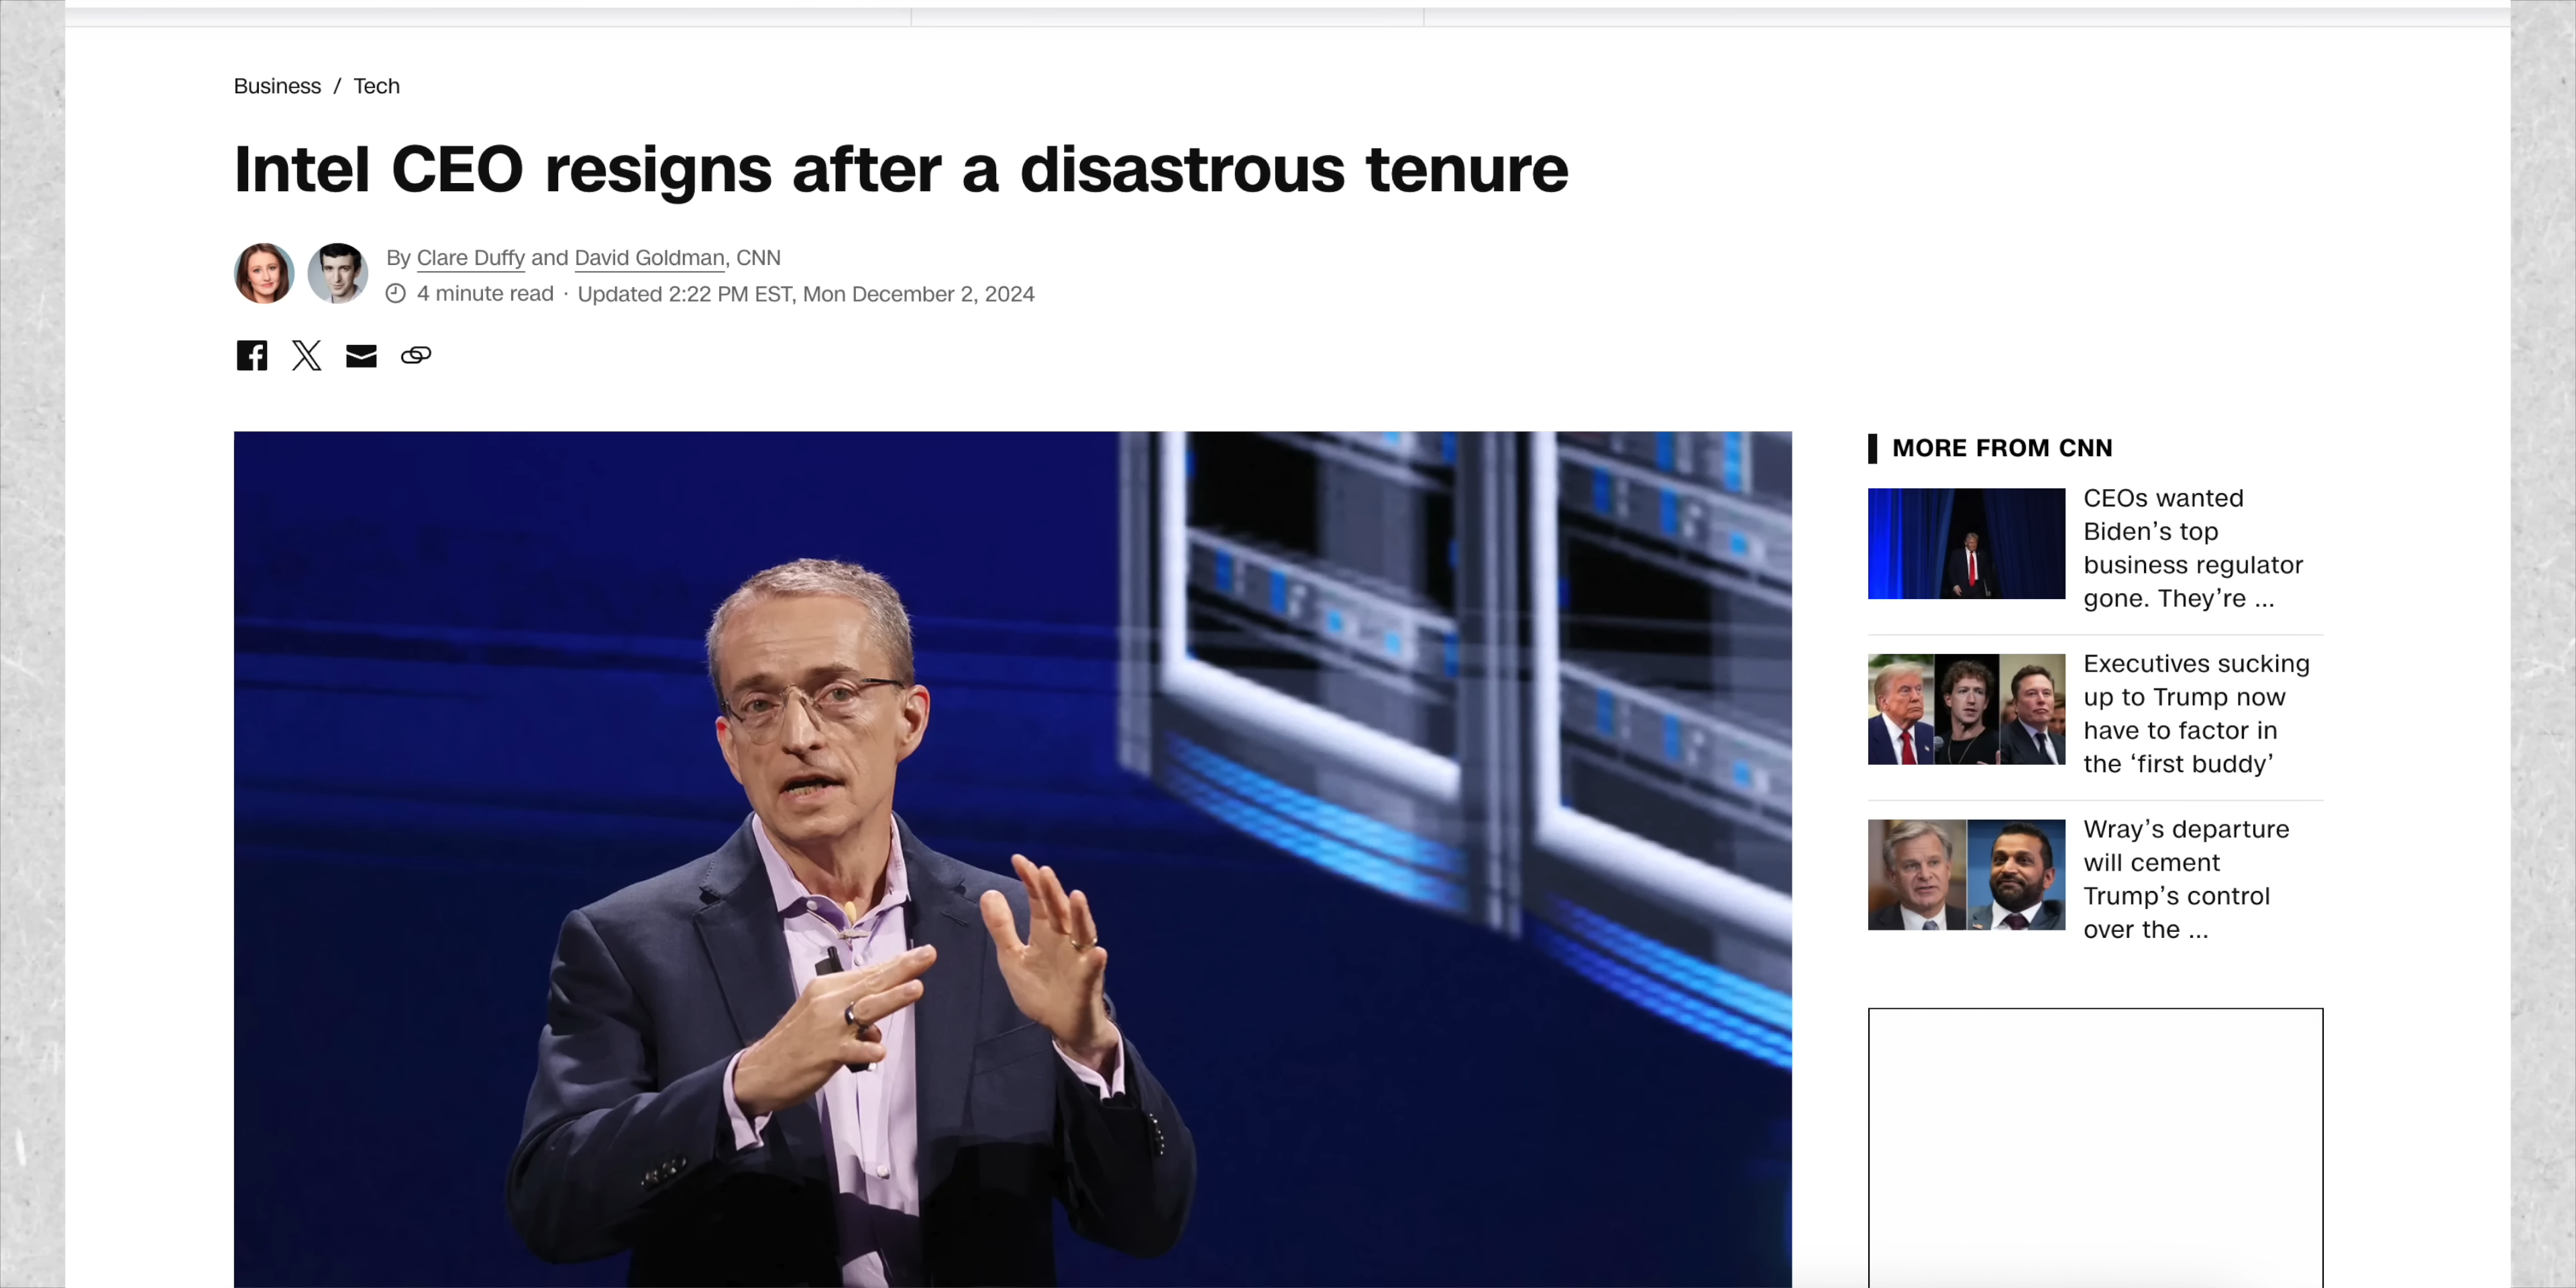 Business / Tech
Intel CEO resigns after a disastrous tenure
By Clare Duffy and David Goldman, CNN
4 minute read · Updated 2:22 PM EST, Mon December 2, 2024
MORE FROM CNN
CEOs wanted
Biden’s top
business regulator
gone. They’re ...
Executives sucking
up to Trump now
have to factor in
the ‘first buddy’
Wray’s departure
will cement
Trump’s control
over the ...